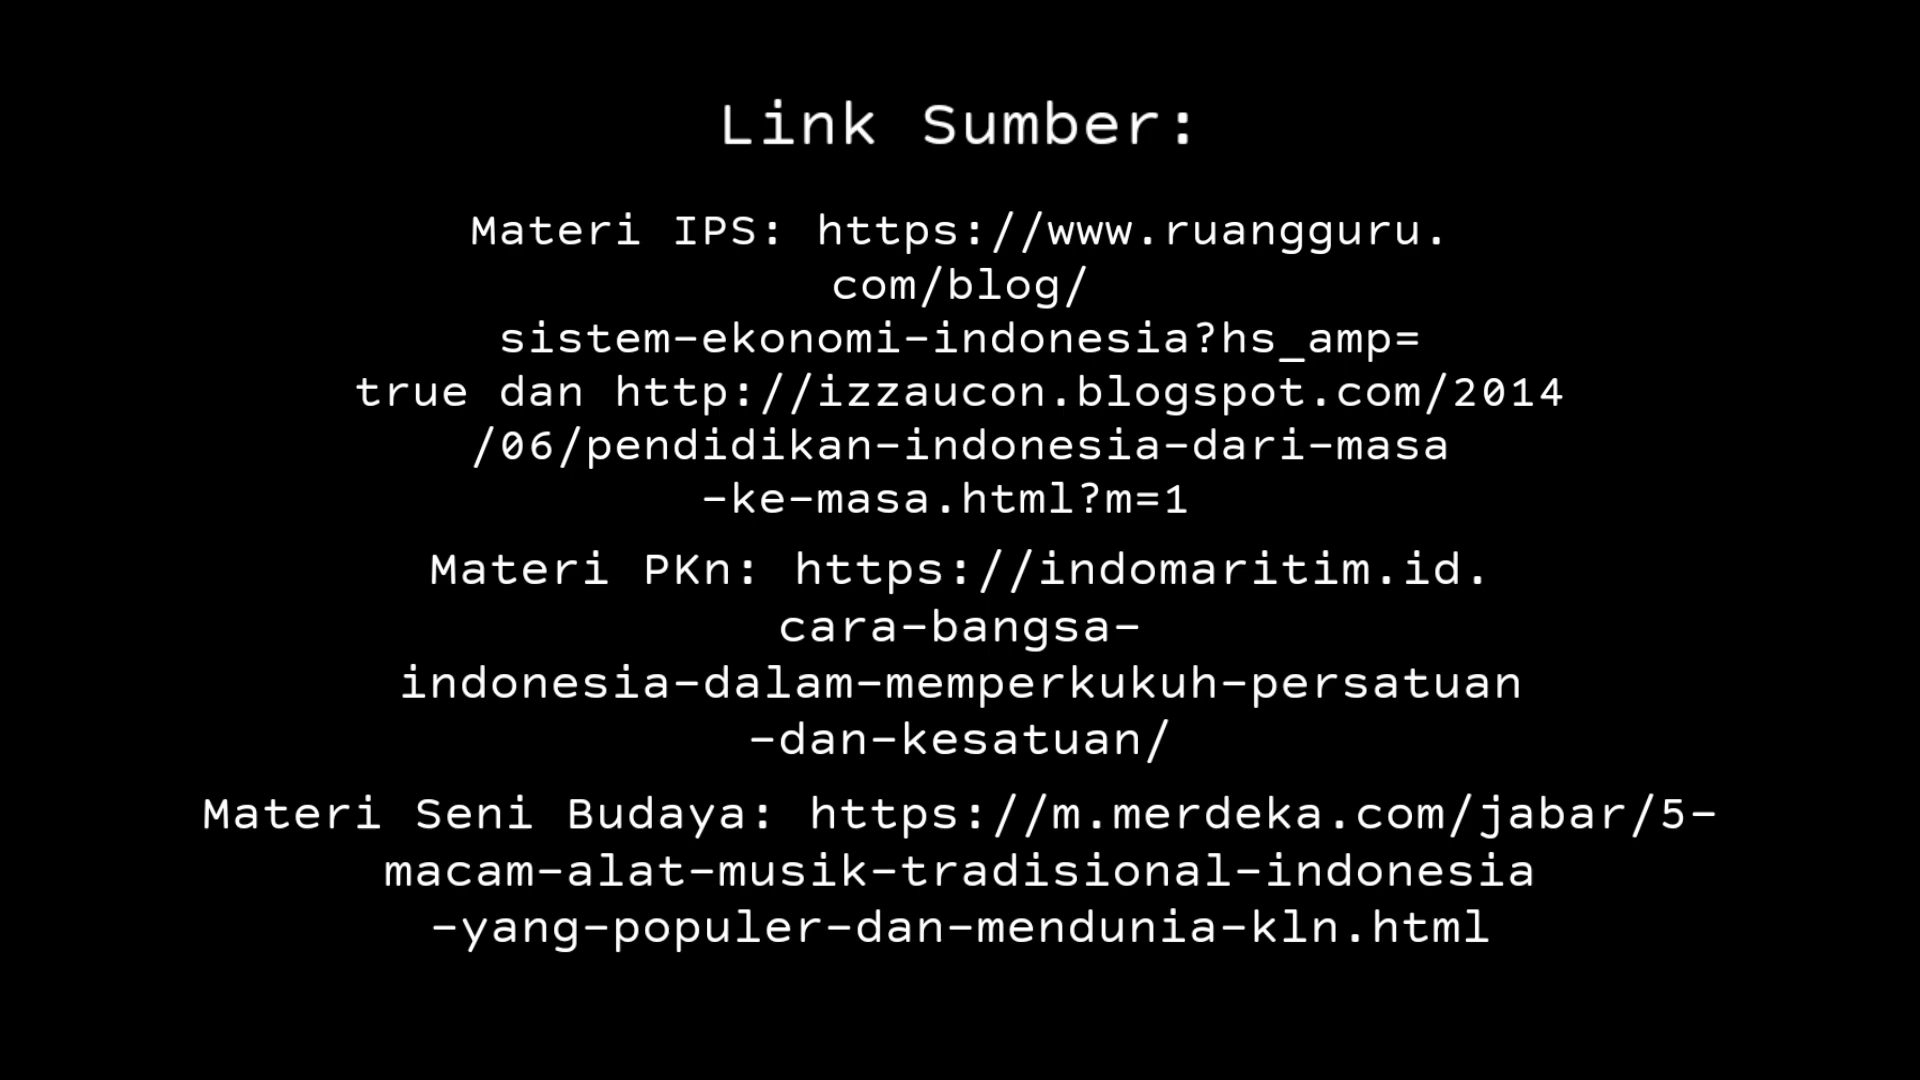 Link Sumber:
Materi IPS: https://www.ruangguru.
com/blog/
sistem-ekonomi-indonesia?hs_amp=
true dan http://izzaucon.blogspot.com/2014
/06/pendidikan-indonesia-dari-masa
-ke-masa.html?m=1
Materi PKn: https://indomaritim.id.
cara-bangsa-
indonesia-dalam-memperkukuh-persatuan
-dan-kesatuan/
Materi Seni Budaya: https://m.merdeka.com/jabar/5-
macam-alat-musik-tradisional-indonesia
-yang-populer-dan-mendunia-kln.html